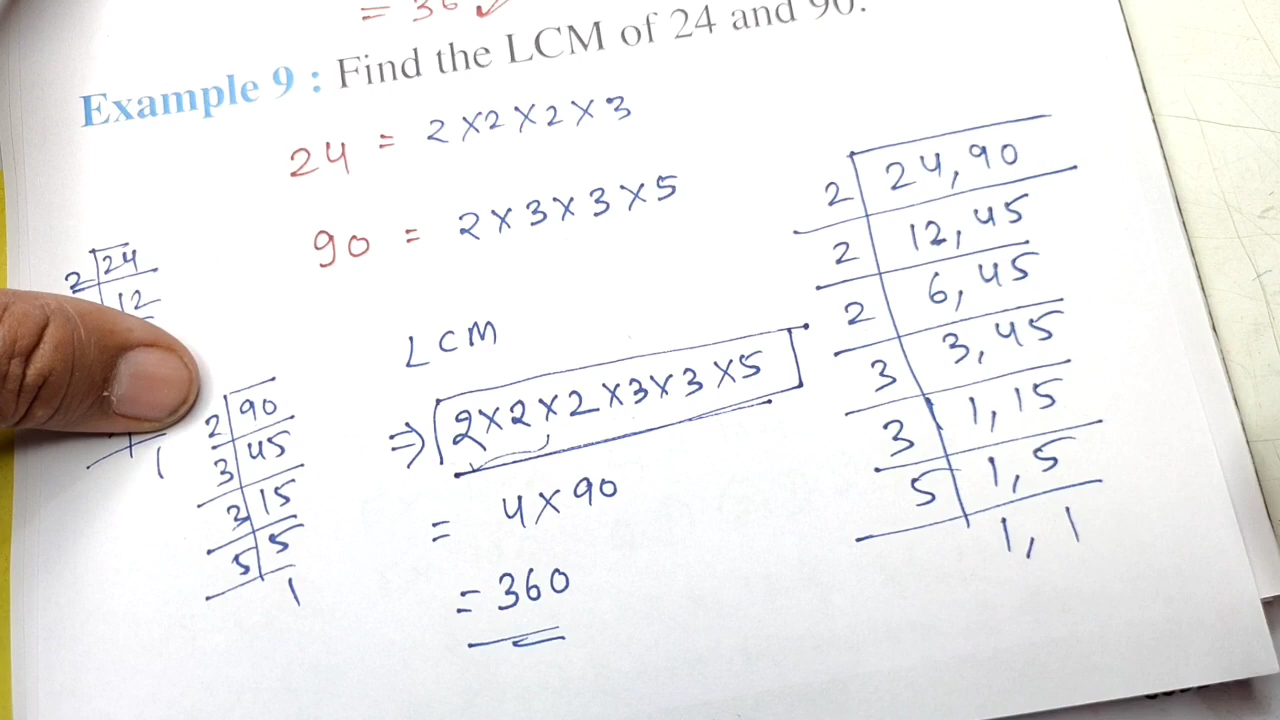 = 36 ✓
Example 9 : Find the LCM of 24 and 90.
24 = 2×2×2×3
90 = 2×3×3×5
2 24
12
1
2 90
3 45
3 15
5 5
1
LCM
⇒ 2×2×2×3×3×5
= 4×90
= 360
2 24, 90
2 12, 45
2 6, 45
3 3, 45
3 1, 15
5 1, 5
1, 1